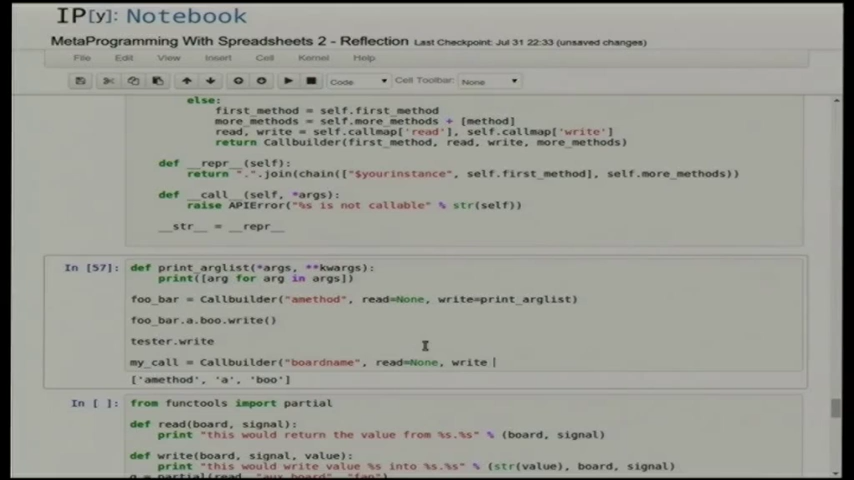 IP[y]: Notebook
MetaProgramming With Spreadsheets 2 - Reflection Last Checkpoint: Jul 31 22:33 (unsaved changes)
File Edit View Insert Cell Kernel Help
Code Cell Toolbar: None
else:
first_method = self.first_method
more_methods = self.more_methods + [method]
read, write = self.callmap['read'], self.callmap['write']
return Callbuilder(first_method, read, write, more_methods)
def __repr__(self):
return ".".join(chain(["$yourinstance", self.first_method], self.more_methods))
def __call__(self, *args):
raise APIError("%s is not callable" % str(self))
__str__ = __repr__
In [57]: def print_arglist(*args, **kwargs):
print([arg for arg in args])
foo_bar = Callbuilder("amethod", read=None, write=print_arglist)
foo_bar.a.boo.write()
tester.write
my_call = Callbuilder("boardname", read=None, write
['amethod', 'a', 'boo']
In [ ]: from functools import partial
def read(board, signal):
print "this would return the value from %s.%s" % (board, signal)
def write(board, signal, value):
print "this would write value %s into %s.%s" % (str(value), board, signal)